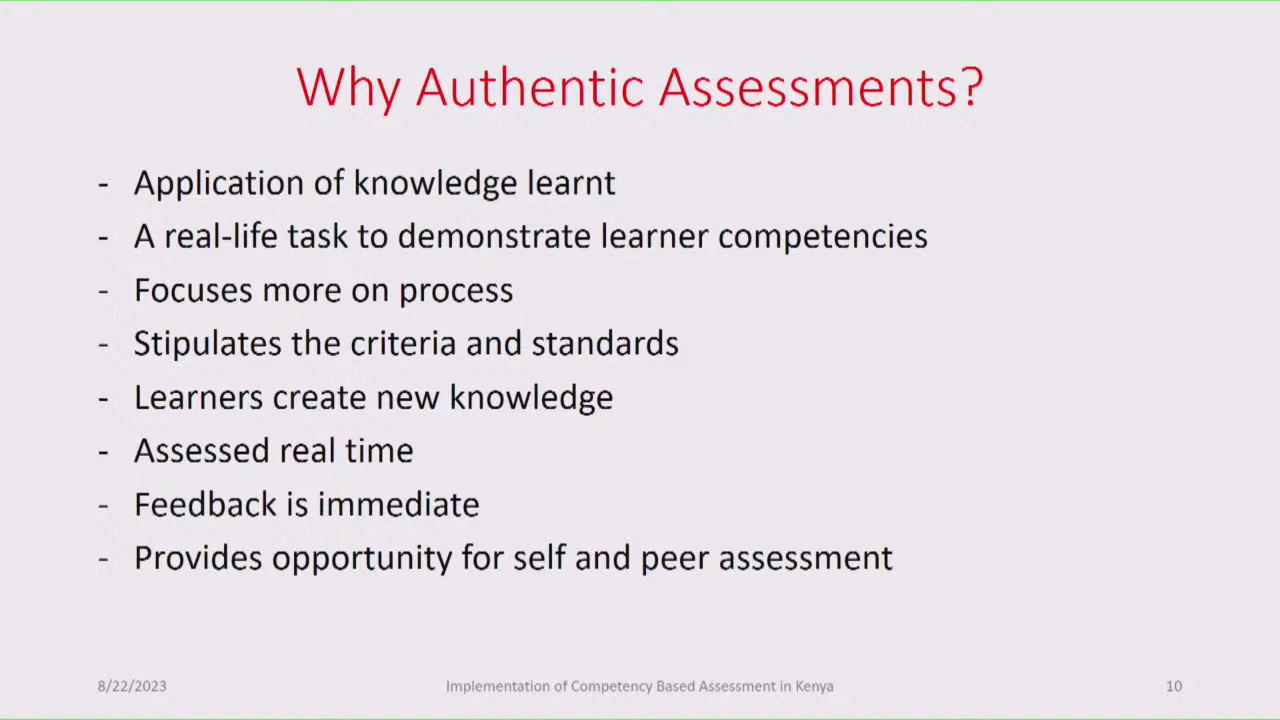 Why Authentic Assessments?
- Application of knowledge learnt
- A real-life task to demonstrate learner competencies
- Focuses more on process
- Stipulates the criteria and standards
- Learners create new knowledge
- Assessed real time
- Feedback is immediate
- Provides opportunity for self and peer assessment
8/22/2023
Implementation of Competency Based Assessment in Kenya
10